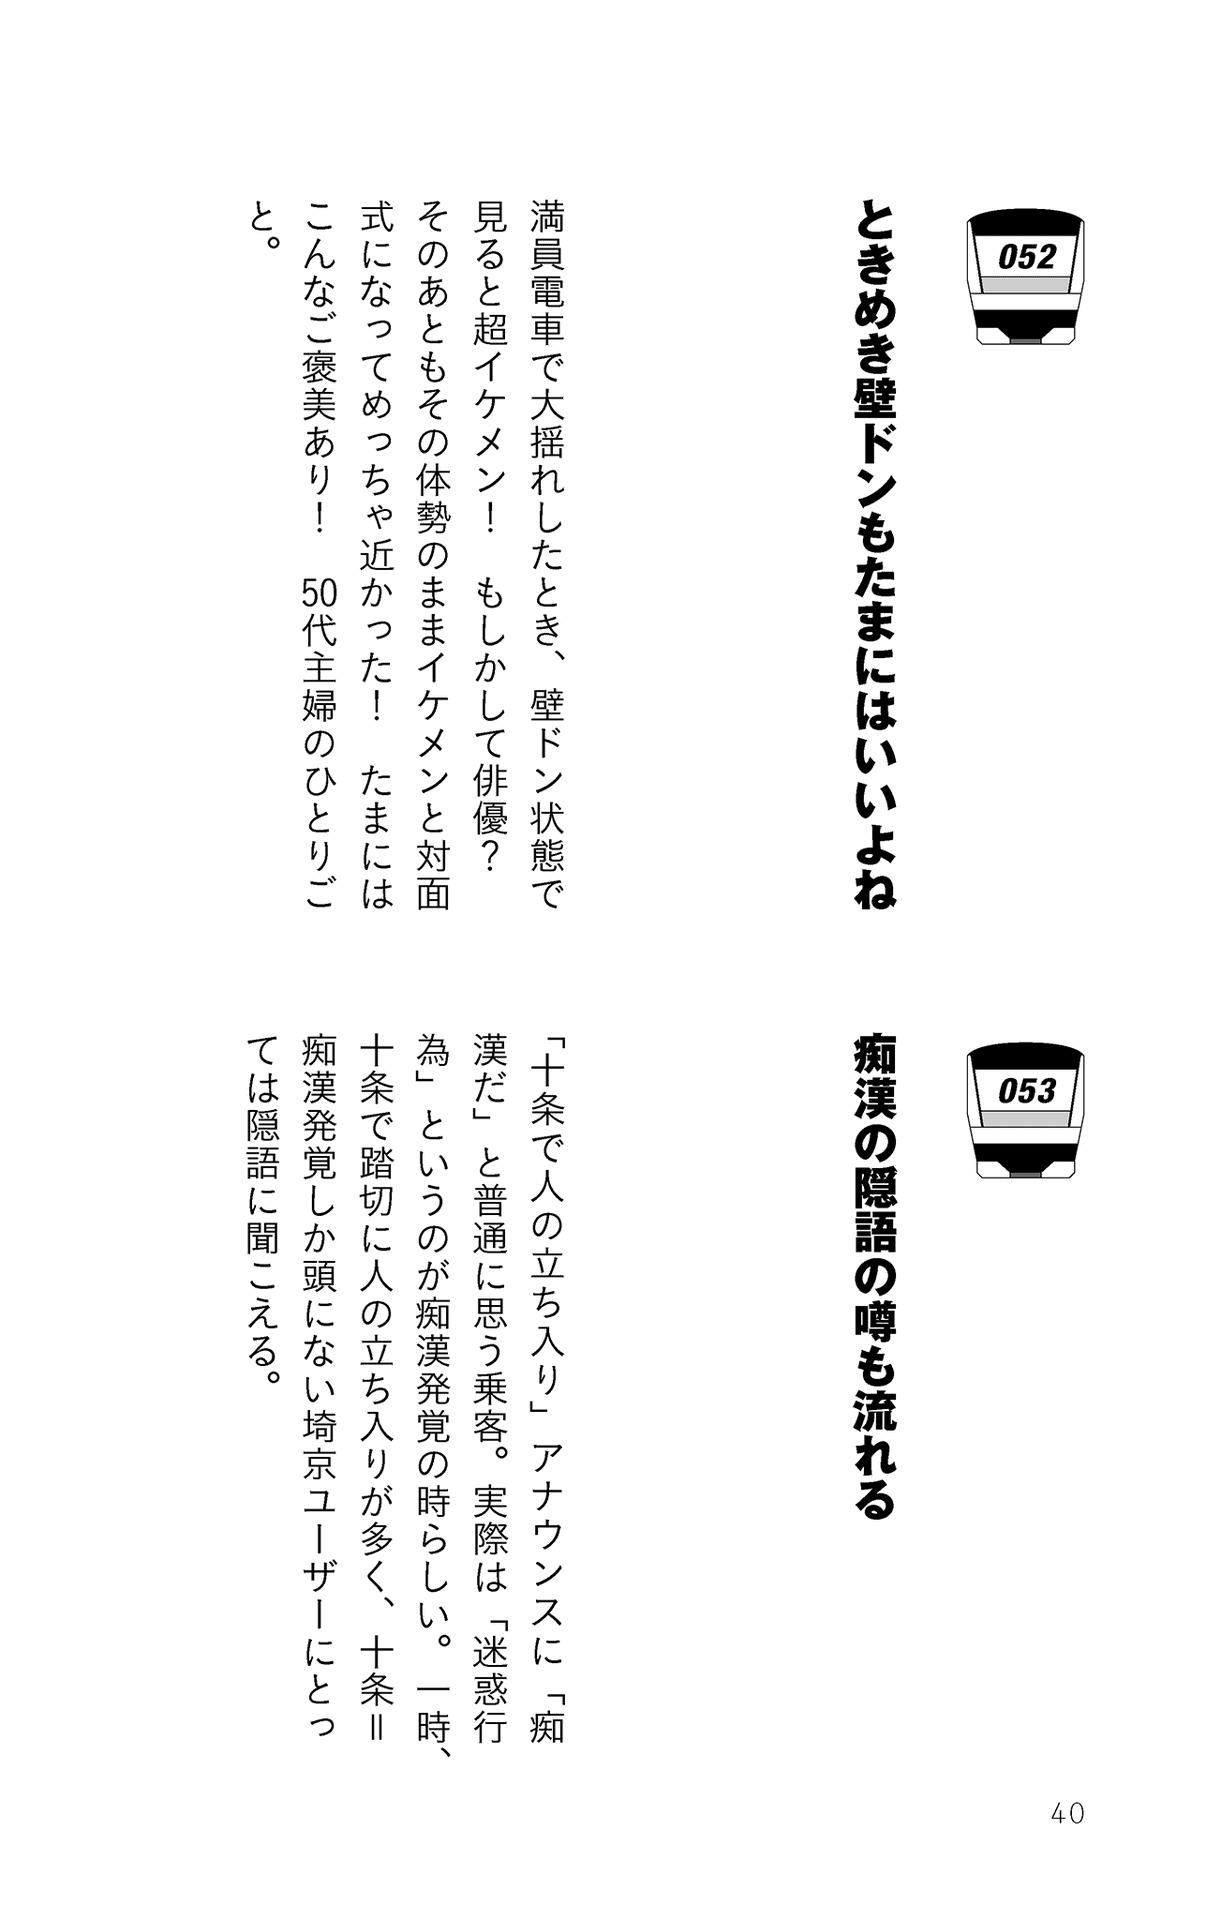 052
ときめき壁ドンもたまにはいいよね
満員電車で大揺れしたとき、壁ドン状態で
見ると超イケメン!　もしかして俳優?
そのあともその体勢のままイケメンと対面
式になってめっちゃ近かった!　たまには
こんなご褒美あり!　50代主婦のひとりご
と。
053
痴漢の隠語の噂も流れる
「十条で人の立ち入り」アナウンスに「痴
漢だ」と普通に思う乗客。実際は「迷惑行
為」というのが痴漢発覚の時らしい。一時、
十条で踏切に人の立ち入りが多く、十条＝
痴漢発覚しか頭にない埼京ユーザーにとっ
ては隠語に聞こえる。
40